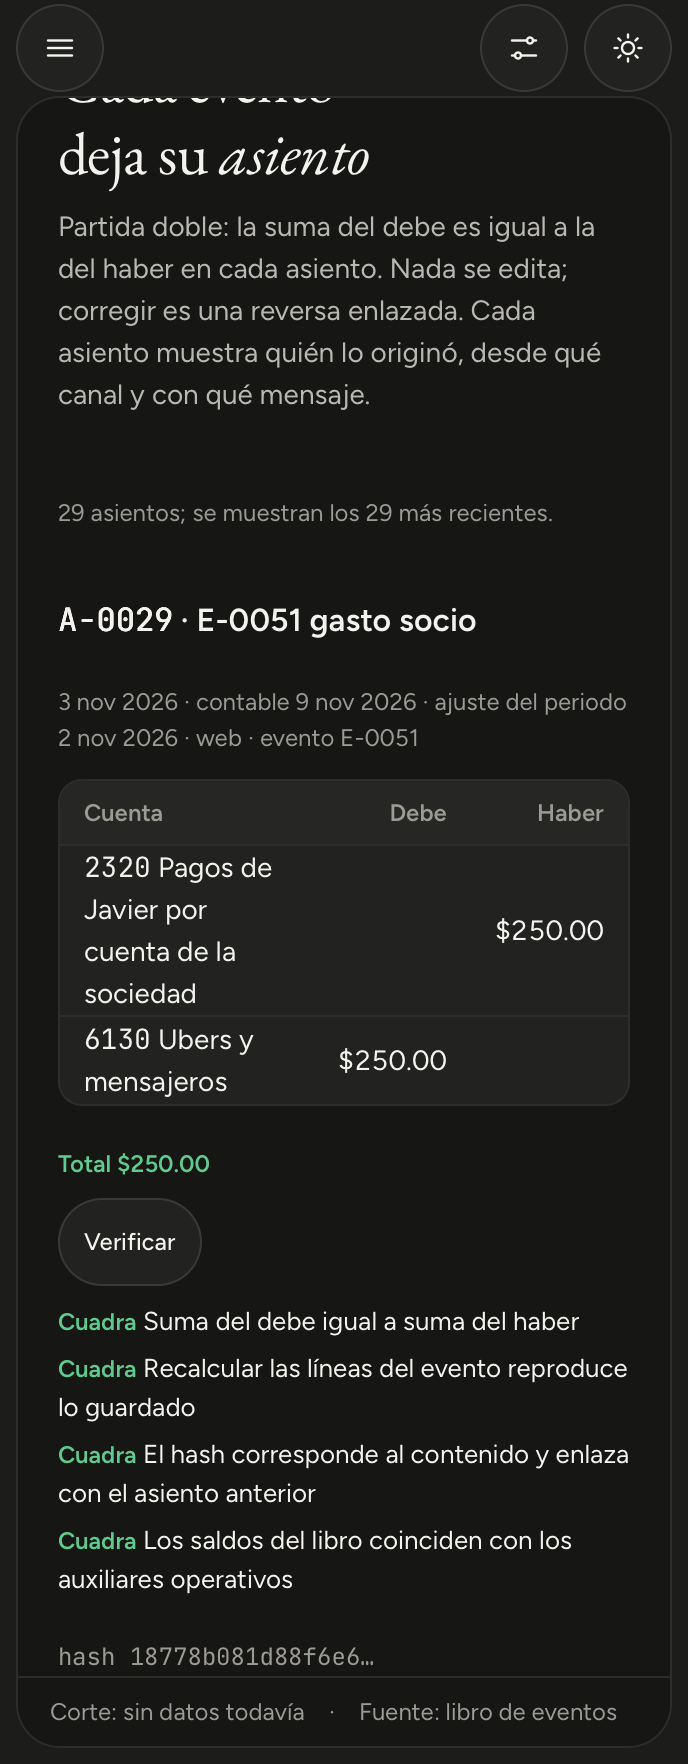 Cada evento
deja su asiento
Partida doble: la suma del debe es igual a la
del haber en cada asiento. Nada se edita;
corregir es una reversa enlazada. Cada
asiento muestra quién lo originó, desde qué
canal y con qué mensaje.
29 asientos; se muestran los 29 más recientes.
A-0029 · E-0051 gasto socio
3 nov 2026 · contable 9 nov 2026 · ajuste del periodo
2 nov 2026 · web · evento E-0051
Cuenta Debe Haber
2320 Pagos de
Javier por
cuenta de la
sociedad
$250.00
6130 Ubers y
mensajeros
$250.00
Total $250.00
Verificar
Cuadra Suma del debe igual a suma del haber
Cuadra Recalcular las líneas del evento reproduce
lo guardado
Cuadra El hash corresponde al contenido y enlaza
con el asiento anterior
Cuadra Los saldos del libro coinciden con los
auxiliares operativos
hash 18778b081d88f6e6…
Corte: sin datos todavía · Fuente: libro de eventos